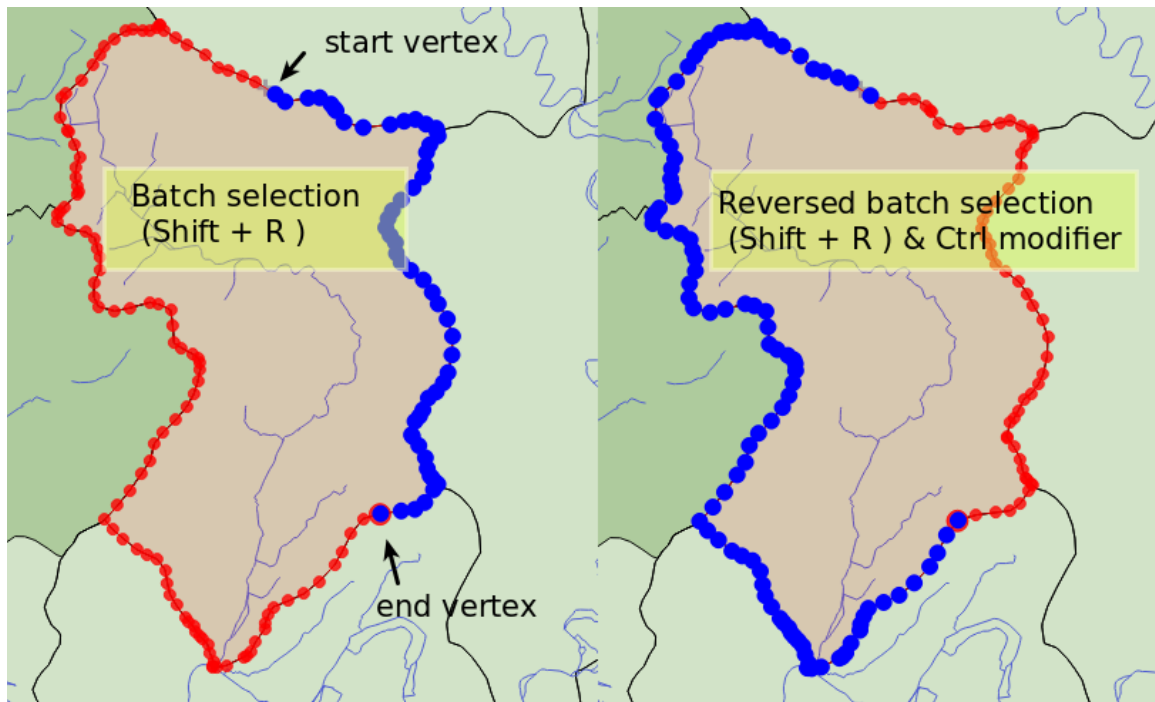 start vertex
Batch selection
(Shift + R )
end vertex
Reversed batch selection
(Shift + R ) & Ctrl modifier